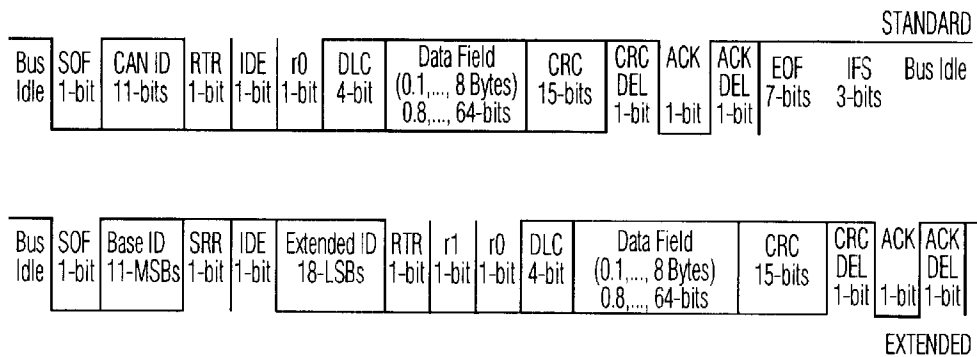 STANDARD
Bus Idle
SOF 1-bit
CAN ID 11-bits
RTR 1-bit
IDE 1-bit
r0 1-bit
DLC 4-bit
Data Field (0.1,..., 8 Bytes) 0.8,..., 64-bits
CRC 15-bits
CRC DEL 1-bit
ACK 1-bit
ACK DEL 1-bit
EOF 7-bits
IFS 3-bits
Bus Idle
Bus Idle
SOF 1-bit
Base ID 11-MSBs
SRR 1-bit
IDE 1-bit
Extended ID 18-LSBs
RTR 1-bit
r1 1-bit
r0 1-bit
DLC 4-bit
Data Field (0.1,..., 8 Bytes) 0.8,..., 64-bits
CRC 15-bits
CRC DEL 1-bit
ACK 1-bit
ACK DEL 1-bit
EXTENDED